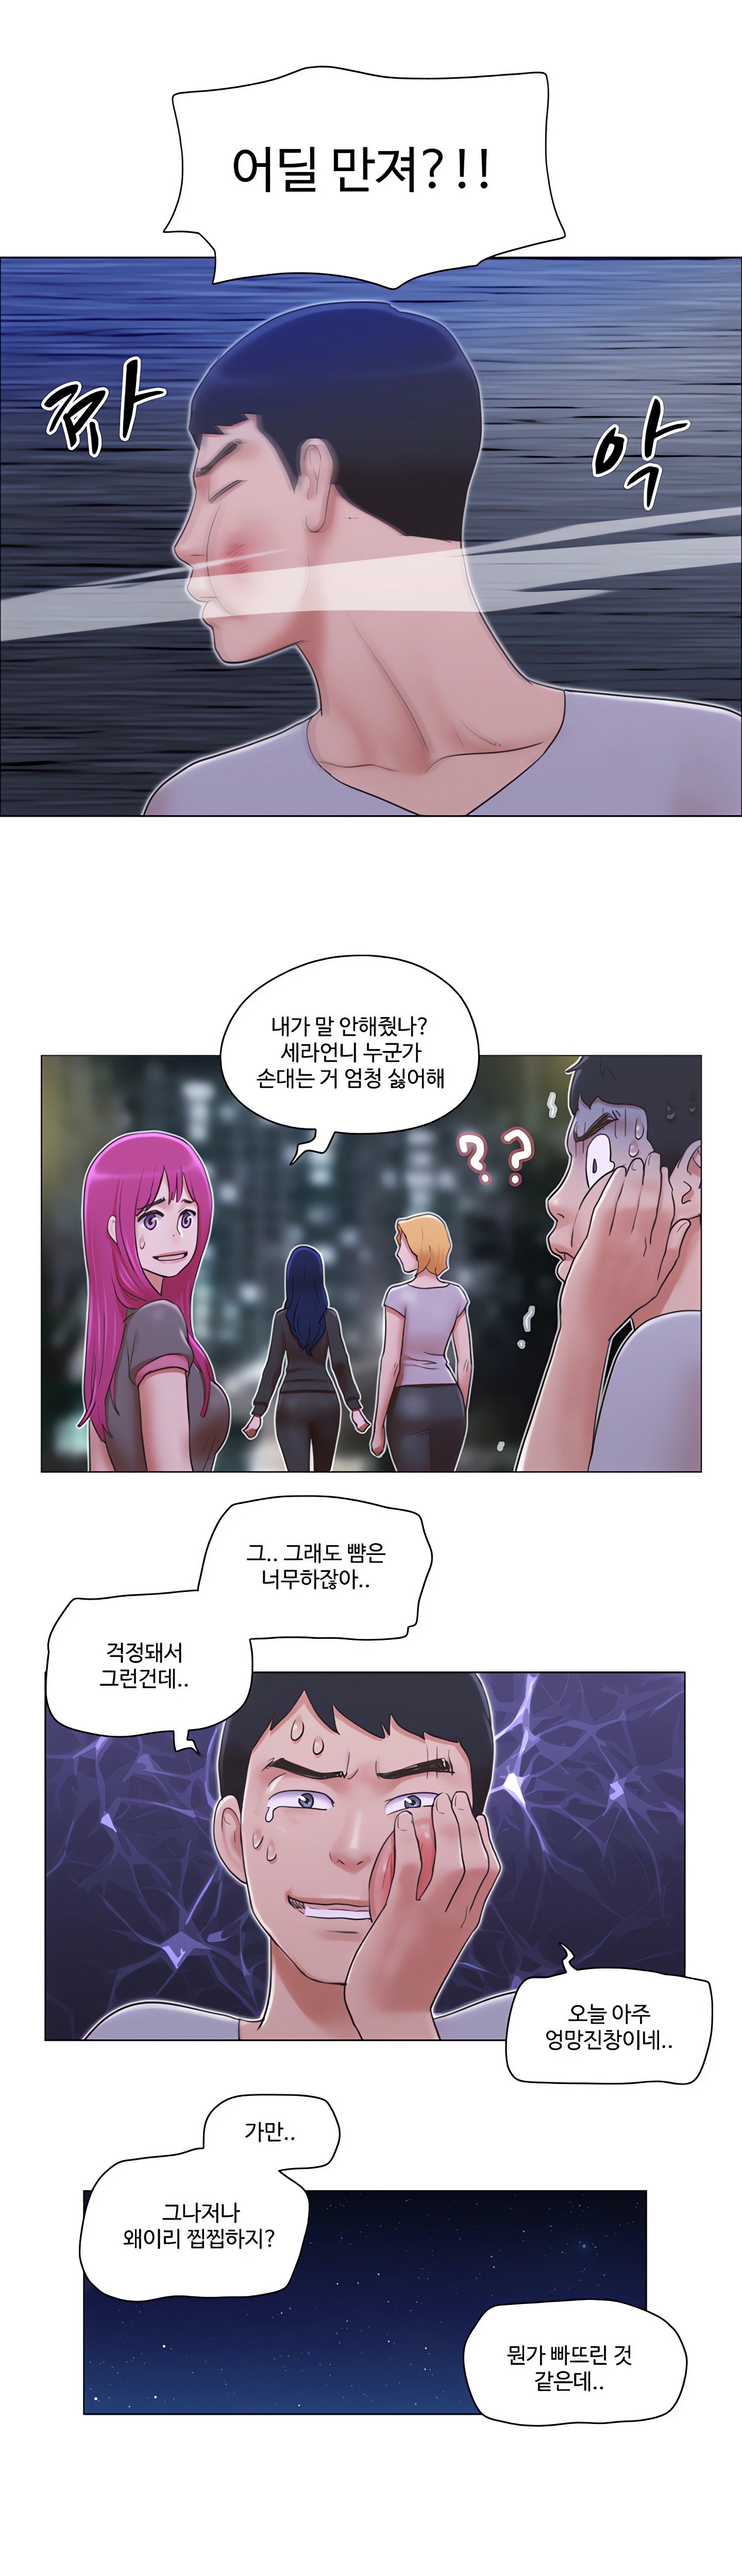 어딜 만져?!!
짜
악
내가 말 안해줬나?
세라언니 누군가
손대는 거 엄청 싫어해
??
그.. 그래도 뺨은
너무하잖아..
걱정돼서
그런건데..
오늘 아주
엉망진창이네..
가만..
그나저나
왜이리 찝찝하지?
뭔가 빠뜨린 것
같은데..